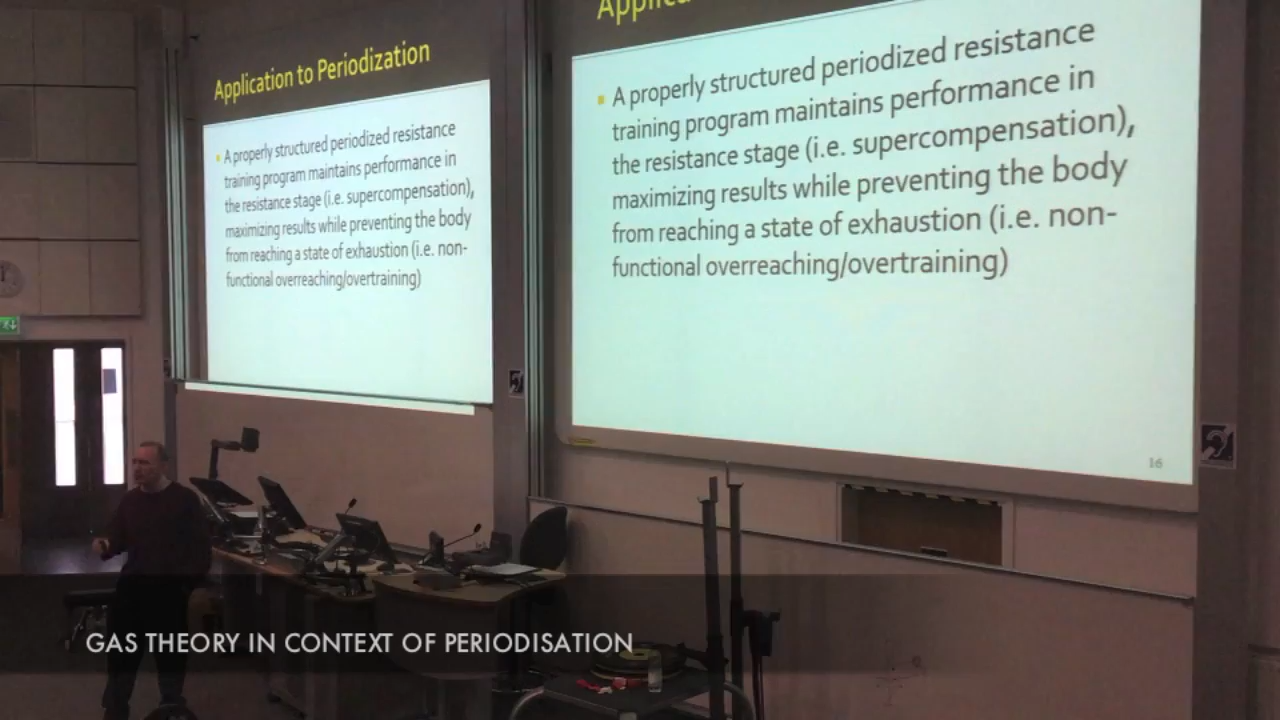 Application to Periodization
A properly structured periodized resistance
training program maintains performance in
the resistance stage (i.e. supercompensation),
maximizing results while preventing the body
from reaching a state of exhaustion (i.e. non-
functional overreaching/overtraining)
Applica
A properly structured periodized resistance
training program maintains performance in
the resistance stage (i.e. supercompensation),
maximizing results while preventing the body
from reaching a state of exhaustion (i.e. non-
functional overreaching/overtraining)
16
GAS THEORY IN CONTEXT OF PERIODISATION